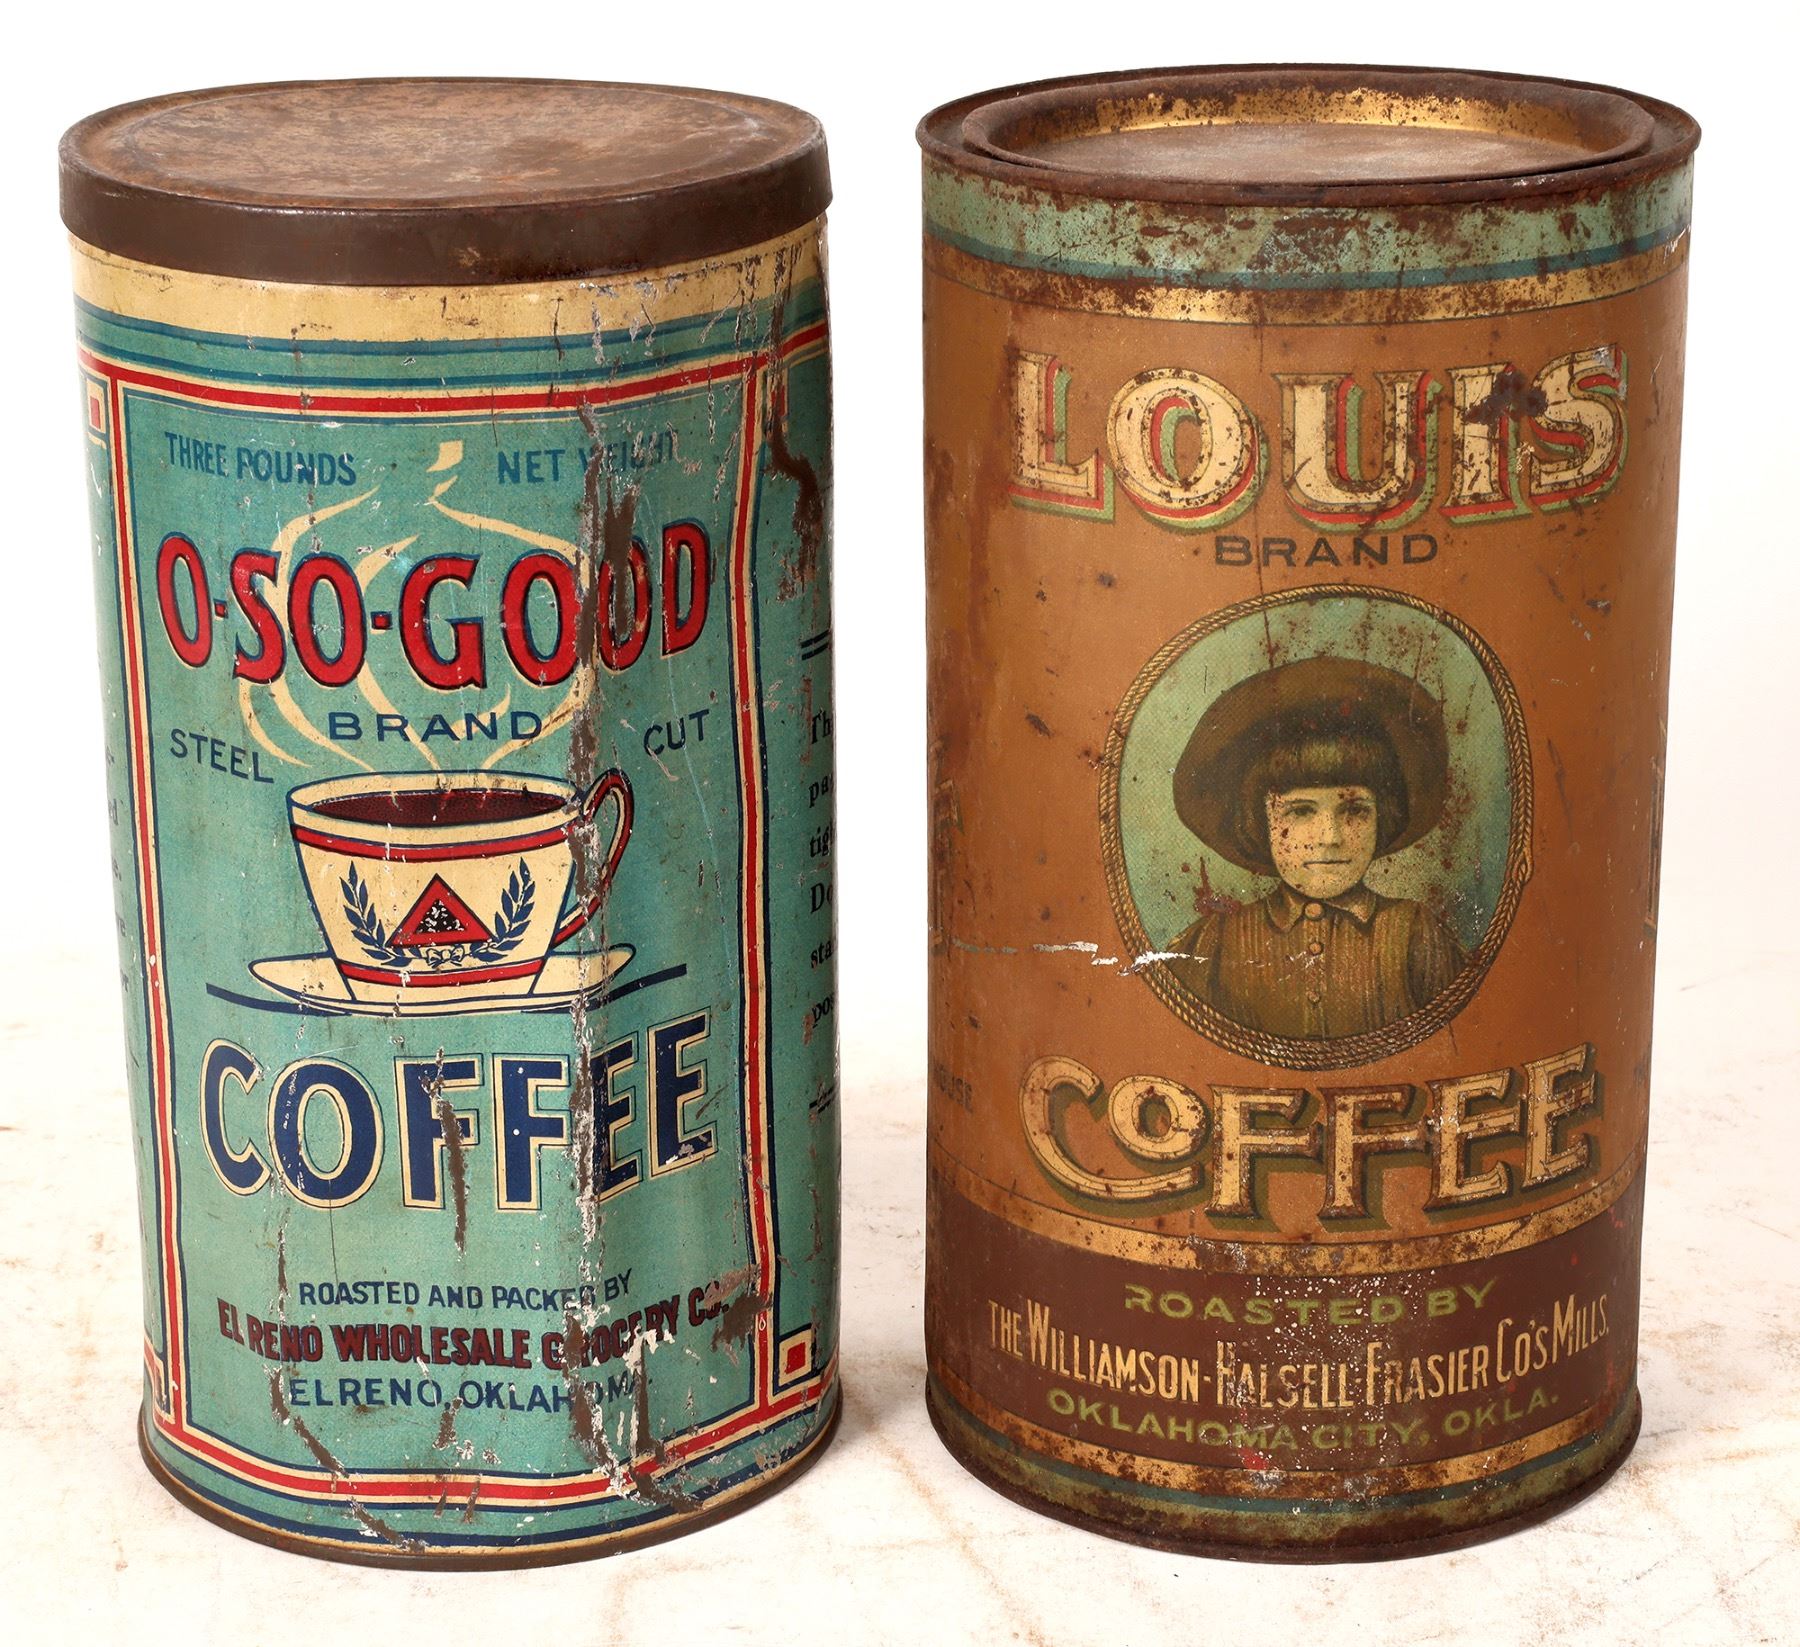 THREE POUNDS NET WEIGHT
O-SO-GOOD
BRAND
STEEL CUT
COFFEE
ROASTED AND PACKED BY
EL RENO WHOLESALE GROCERY CO.
EL RENO, OKLAHOMA.
LOUIS
BRAND
COFFEE
ROASTED BY
THE WILLIAMSON-HALSELL-FRASIER CO'S MILLS.
OKLAHOMA CITY, OKLA.